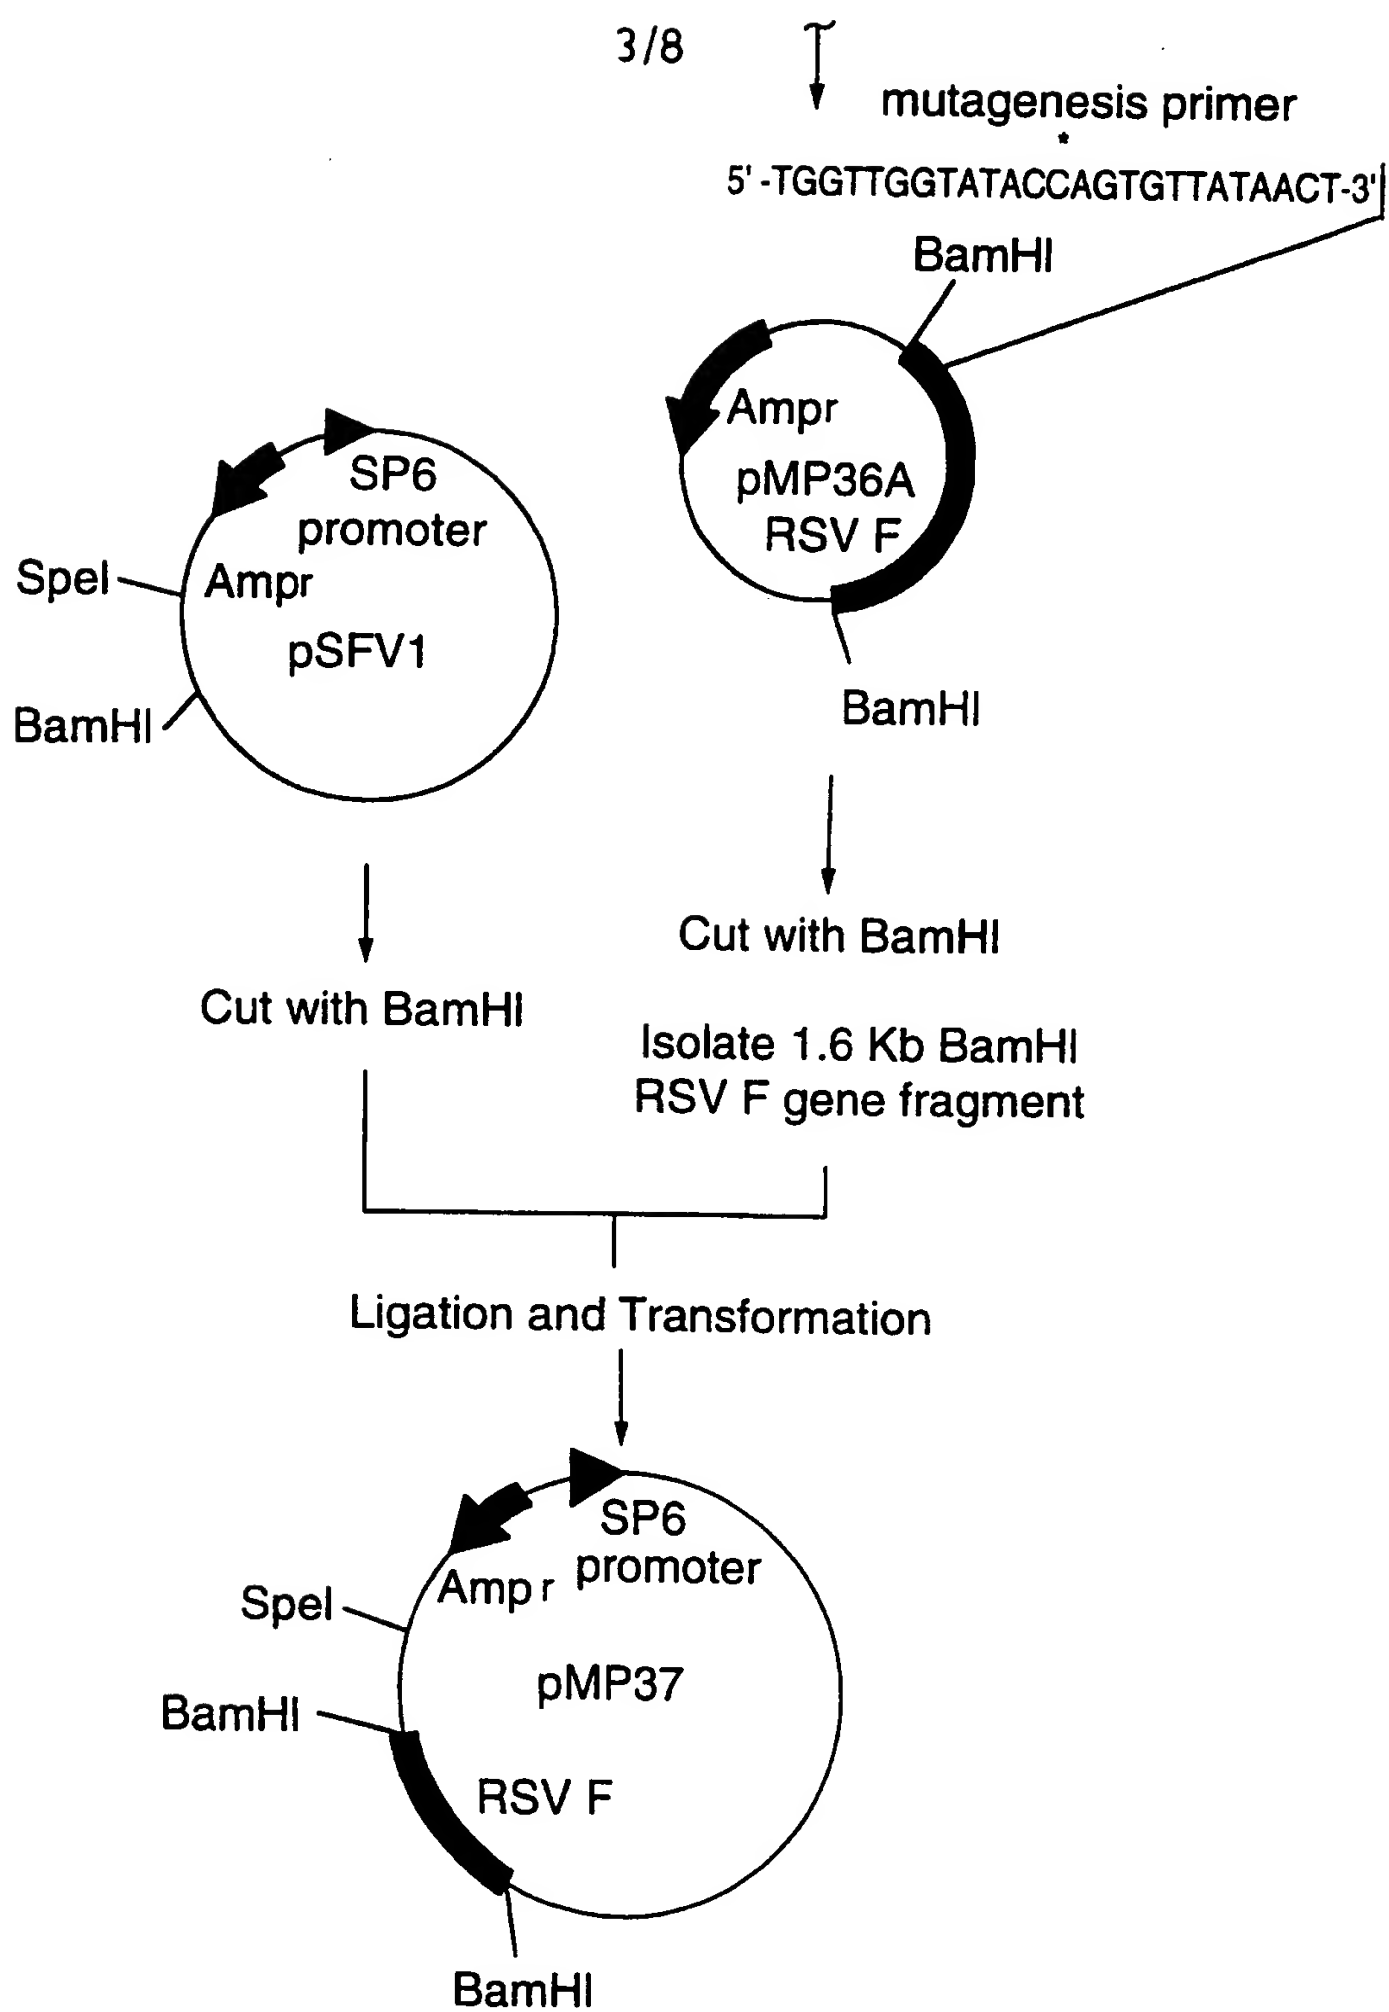 3/8
mutagenesis primer
*
5' -TGGTTGGTATACCAGTGTTATAACT-3'
BamHI
Ampr
pMP36A
RSV F
BamHI
SP6
promoter
SpeI
Ampr
pSFV1
BamHI
Cut with BamHI
Cut with BamHI
Isolate 1.6 Kb BamHI
RSV F gene fragment
Ligation and Transformation
SP6
promoter
Amp r
SpeI
pMP37
BamHI
RSV F
BamHI